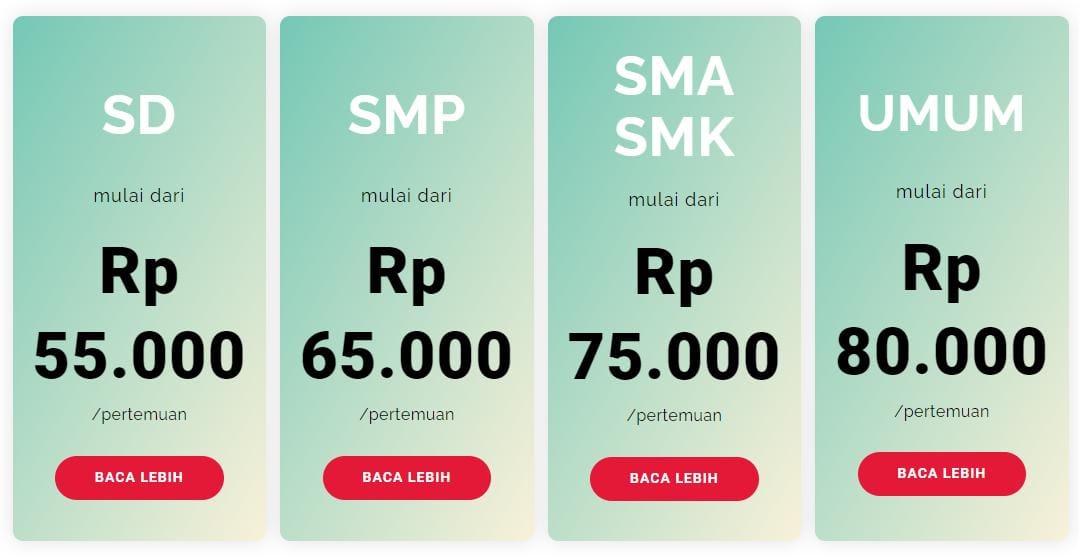 SD
mulai dari
Rp
55.000
/pertemuan
BACA LEBIH
SMP
mulai dari
Rp
65.000
/pertemuan
BACA LEBIH
SMA
SMK
mulai dari
Rp
75.000
/pertemuan
BACA LEBIH
UMUM
mulai dari
Rp
80.000
/pertemuan
BACA LEBIH